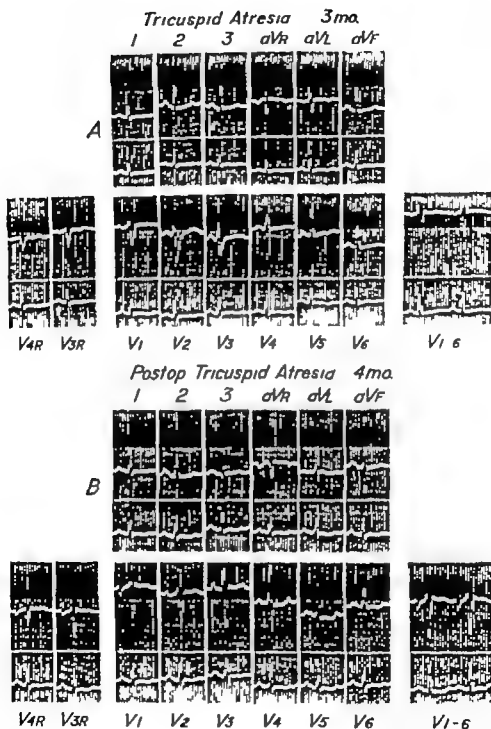 Tricuspid Atresia 3mo.
1 2 3 aVR aVL aVF
A
V4R V3R V1 V2 V3 V4 V5 V6 V1-6
Postop Tricuspid Atresia 4mo.
1 2 3 aVR aVL aVF
B
V4R V3R V1 V2 V3 V4 V5 V6 V1-6